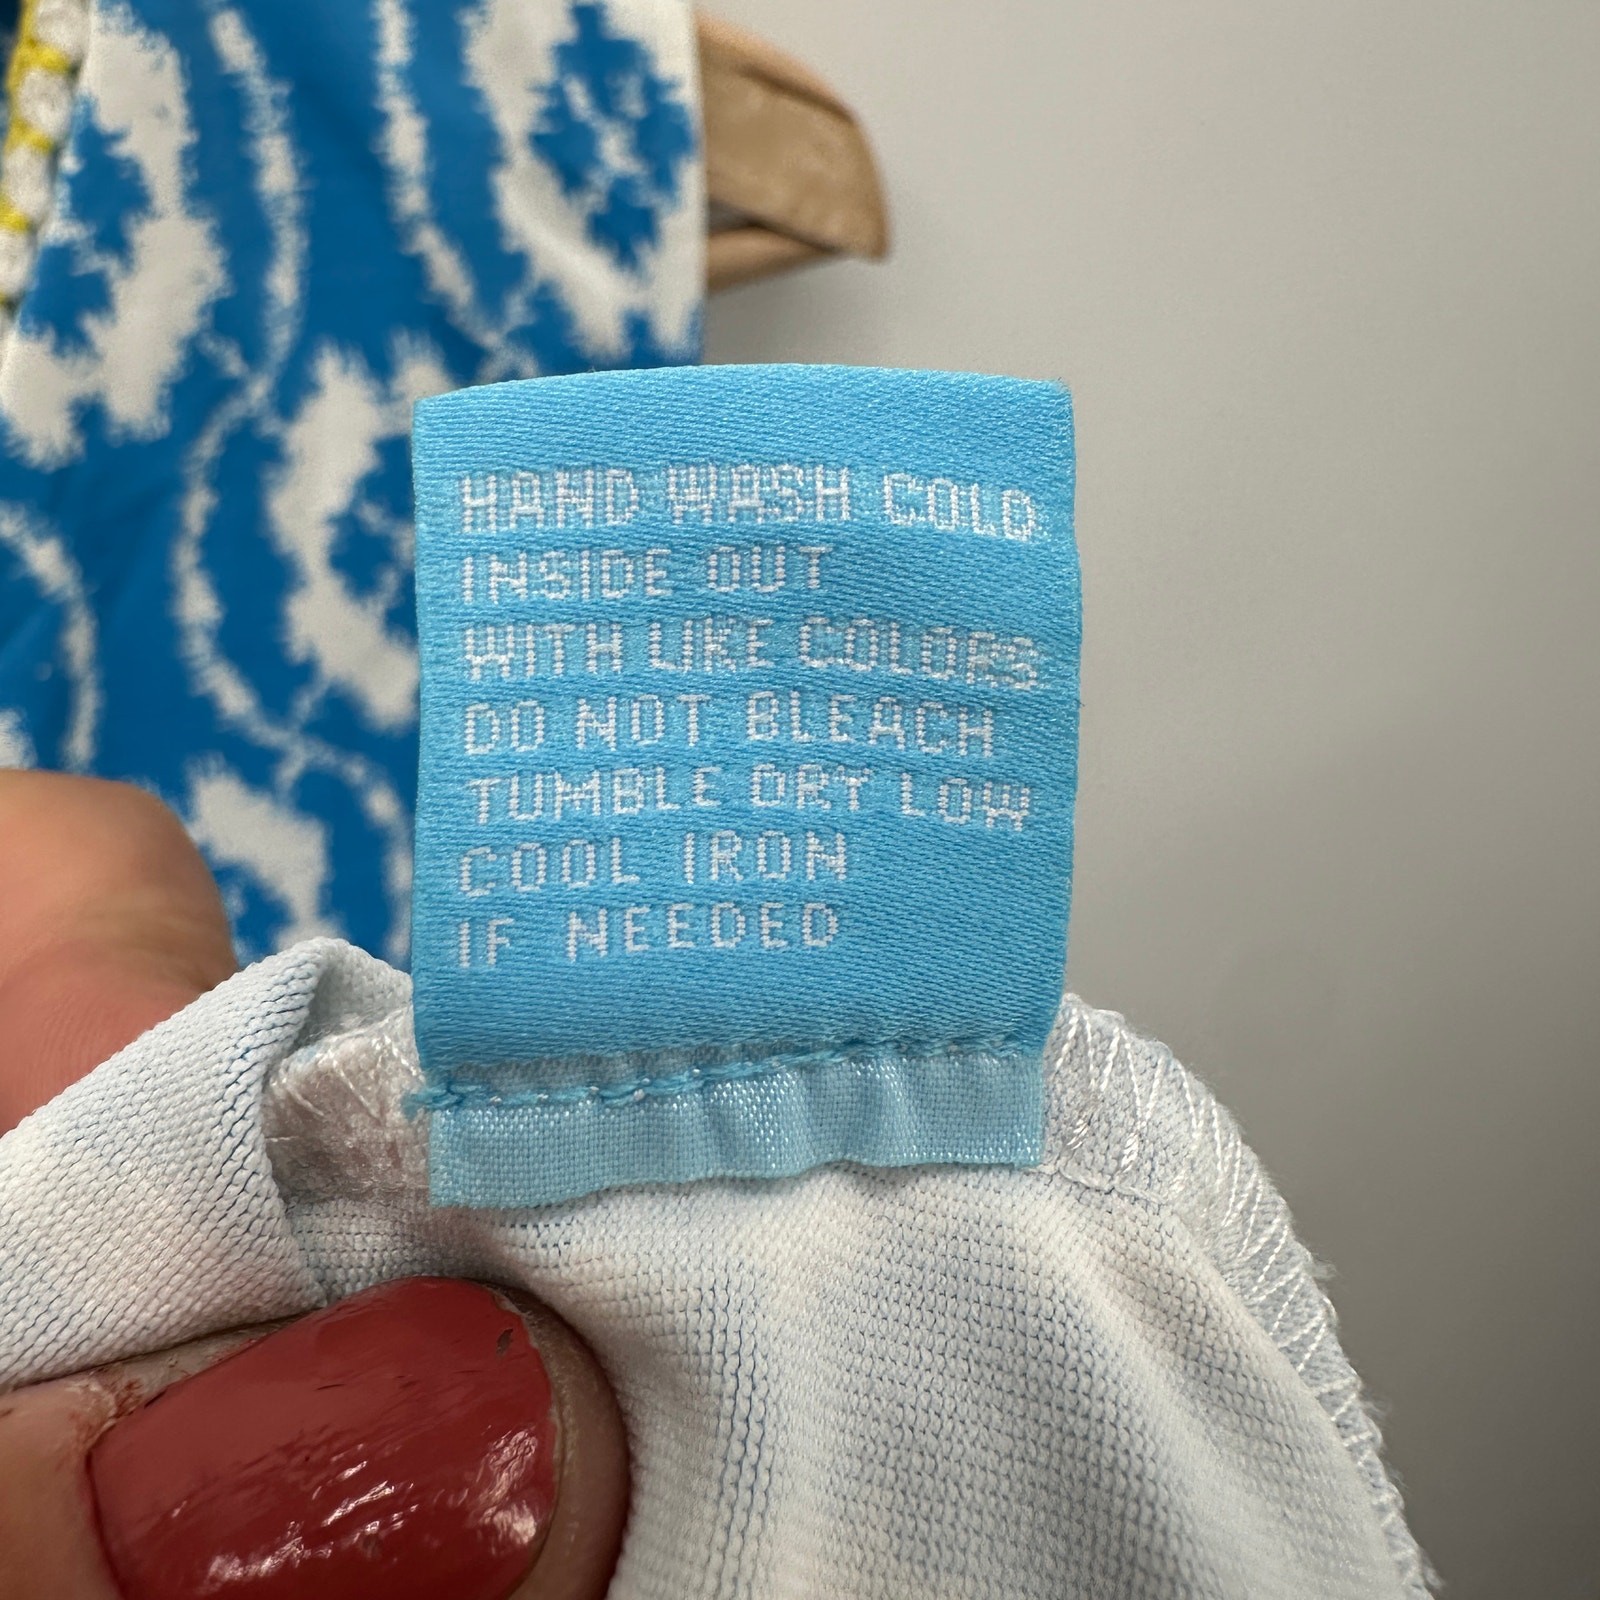 HAND WASH COLD
INSIDE OUT
WITH LIKE COLORS
DO NOT BLEACH
TUMBLE DRY LOW
COOL IRON
IF NEEDED